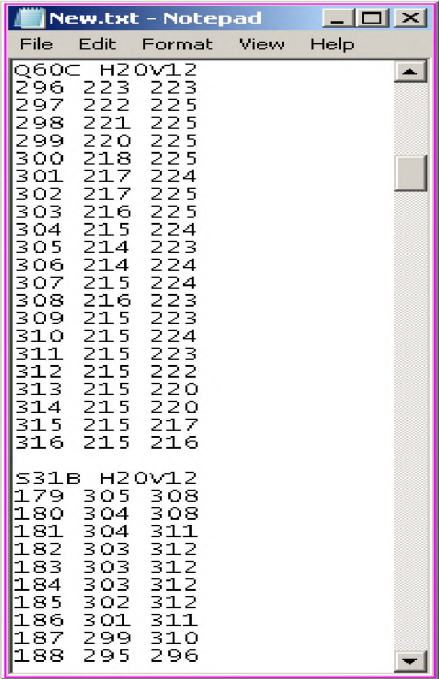 New.txt - Notepad
File Edit Format View Help
Q60C H20V12
296 223 223
297 222 225
298 221 225
299 220 225
300 218 225
301 217 224
302 217 225
303 216 225
304 215 224
305 214 223
306 214 224
307 215 224
308 216 223
309 215 223
310 215 224
311 215 223
312 215 222
313 215 220
314 215 220
315 215 217
316 215 216
S31B H20V12
179 305 308
180 304 308
181 304 311
182 303 312
183 303 312
184 303 312
185 302 312
186 301 311
187 299 310
188 295 296